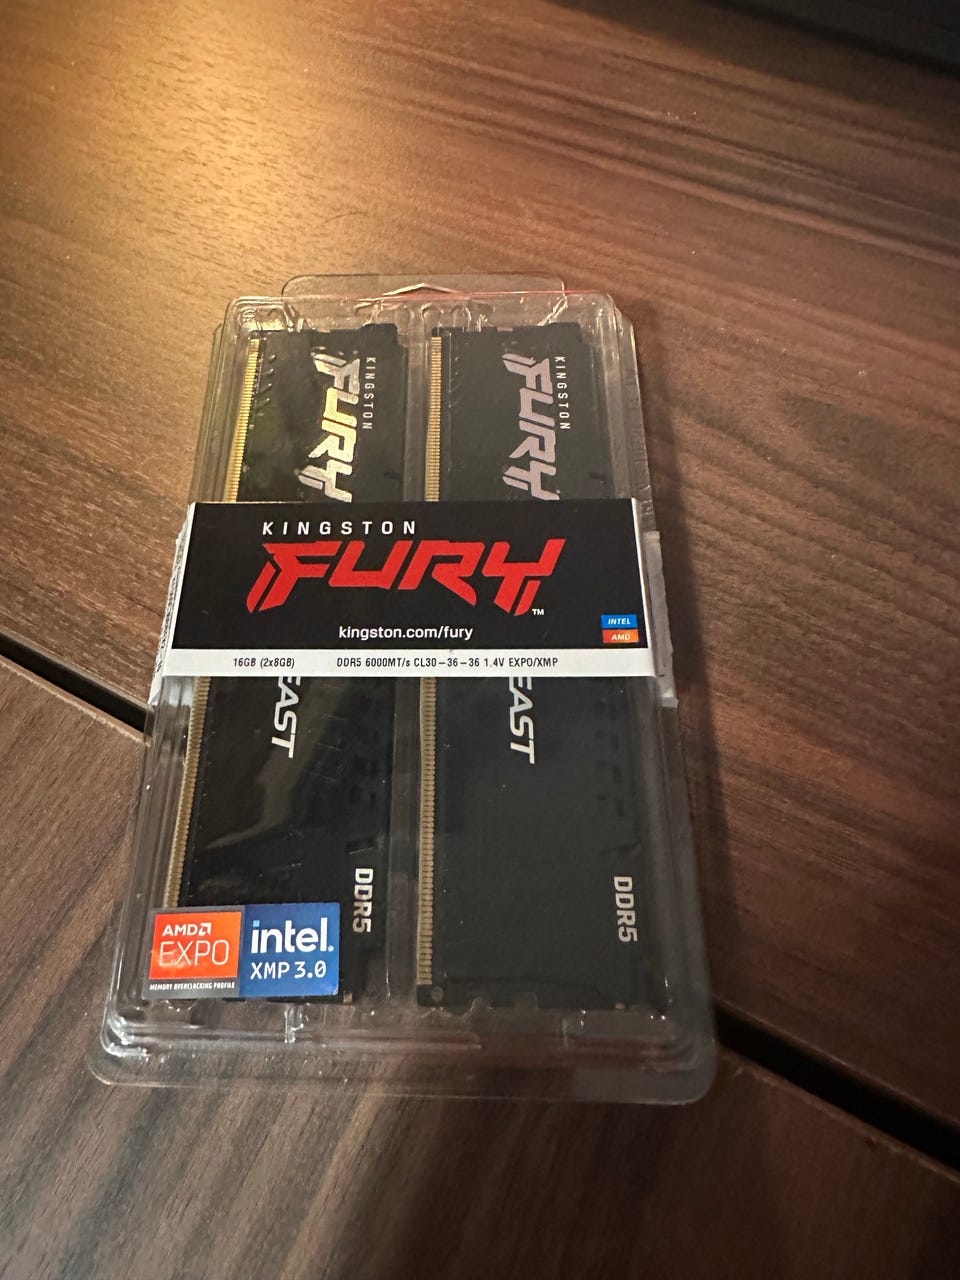 KINGSTON
FURY
KINGSTON
FURY
KINGSTON
FURY™
kingston.com/fury
INTEL
AMD
16GB (2x8GB) DDR5 6000MT/s CL30-36-36 1.4V EXPO/XMP
EAST
EAST
DDR5
DDR5
AMD
EXPO
MEMORY OVERCLOCKING PROFILE
intel.
XMP 3.0